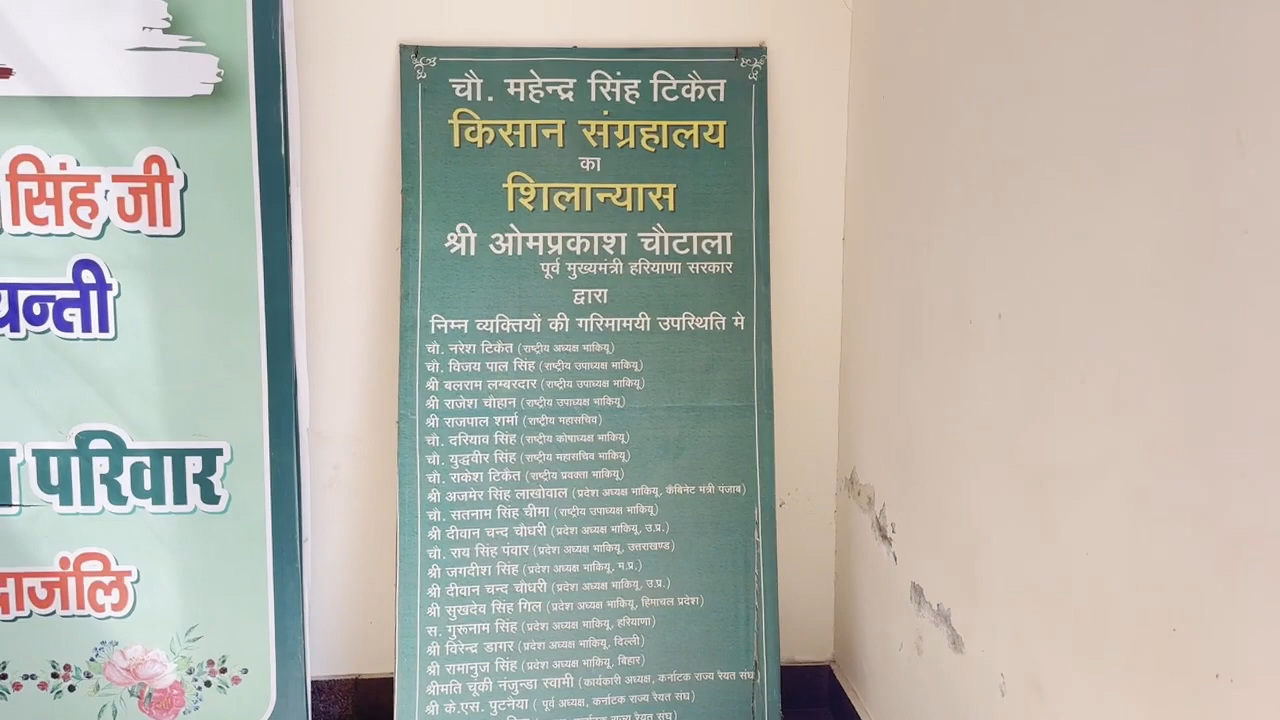 सिंह जी
यन्ती
परिवार
चौ. महेन्द्र सिंह टिकैत
किसान संग्रहालय
का
शिलान्यास
श्री ओमप्रकाश चौटाला
पूर्व मुख्यमंत्री हरियाणा सरकार
द्वारा
निम्न व्यक्तियों की गरिमामयी उपस्थिति मे
चौ. नरेश टिकैत (राष्ट्रीय अध्यक्ष भाकियू)
चौ. विजय पाल सिंह (राष्ट्रीय उपाध्यक्ष भाकियू)
श्री बलराम लम्बरदार (राष्ट्रीय उपाध्यक्ष भाकियू)
श्री राजेश चौहान (राष्ट्रीय उपाध्यक्ष भाकियू)
श्री राजपाल शर्मा (राष्ट्रीय महासचिव)
चौ. दरियाव सिंह (राष्ट्रीय कोषाध्यक्ष भाकियू)
चौ. युद्धवीर सिंह (राष्ट्रीय महासचिव भाकियू)
चौ. राकेश टिकैत (राष्ट्रीय प्रवक्ता भाकियू)
श्री अजमेर सिंह लाखोवाल (प्रदेश अध्यक्ष भाकियू, कैबिनेट मंत्री पंजाब)
चौ. सतनाम सिंह चीमा (राष्ट्रीय उपाध्यक्ष भाकियू)
श्री दीवान चन्द चौधरी (प्रदेश अध्यक्ष भाकियू, उ.प्र.)
चौ. राय सिंह पंवार (प्रदेश अध्यक्ष भाकियू, उत्तराखण्ड)
श्री जगदीश सिंह (प्रदेश अध्यक्ष भाकियू, म.प्र.)
श्री दीवान चन्द चौधरी (प्रदेश अध्यक्ष भाकियू, उ.प्र.)
श्री सुखदेव सिंह गिल (प्रदेश अध्यक्ष भाकियू, हिमाचल प्रदेश)
स. गुरूनाम सिंह (प्रदेश अध्यक्ष भाकियू, हरियाणा)
श्री विरेन्द्र डागर (प्रदेश अध्यक्ष भाकियू, दिल्ली)
श्री रामानुज सिंह (प्रदेश अध्यक्ष भाकियू, बिहार)
श्रीमति चूकी नंजुन्डा स्वामी (कार्यकारी अध्यक्ष, कर्नाटक राज्य रैयत संघ)
श्री के.एस. पुटनैया ( पूर्व अध्यक्ष, कर्नाटक राज्य रैयत संघ)